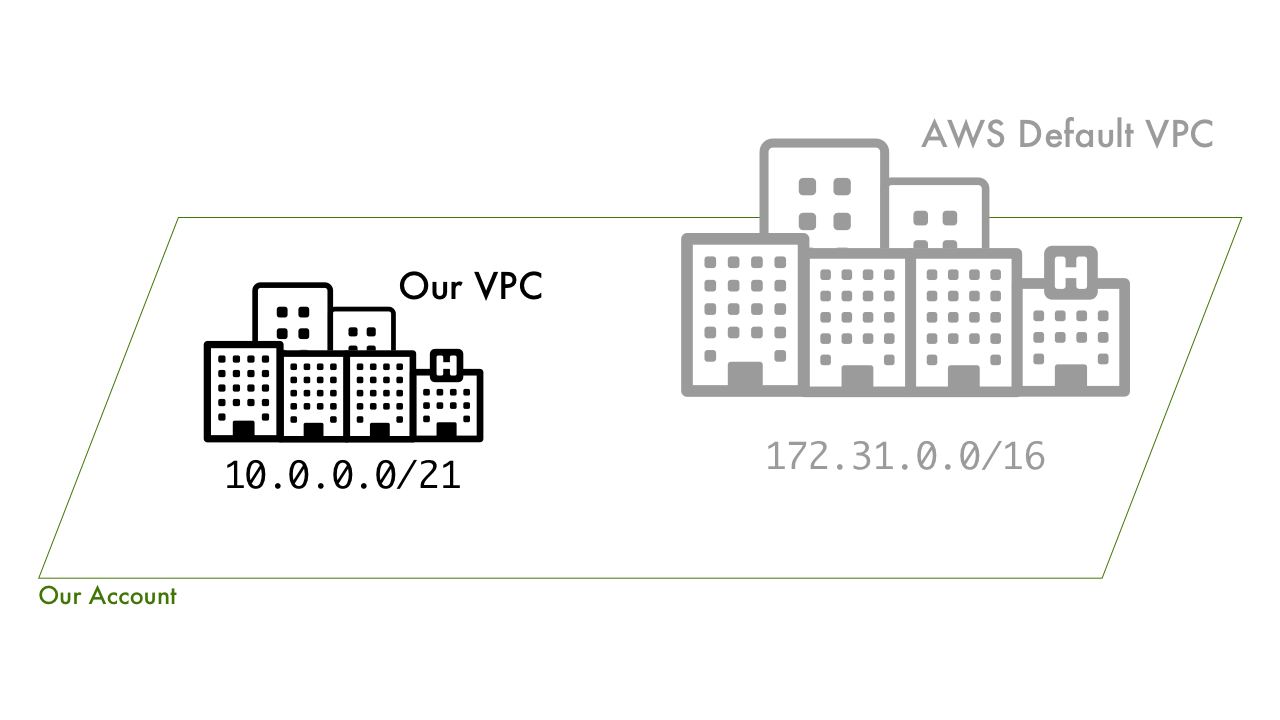 AWS Default VPC
Our VPC
H
H
172.31.0.0/16
10.0.0.0/21
Our Account